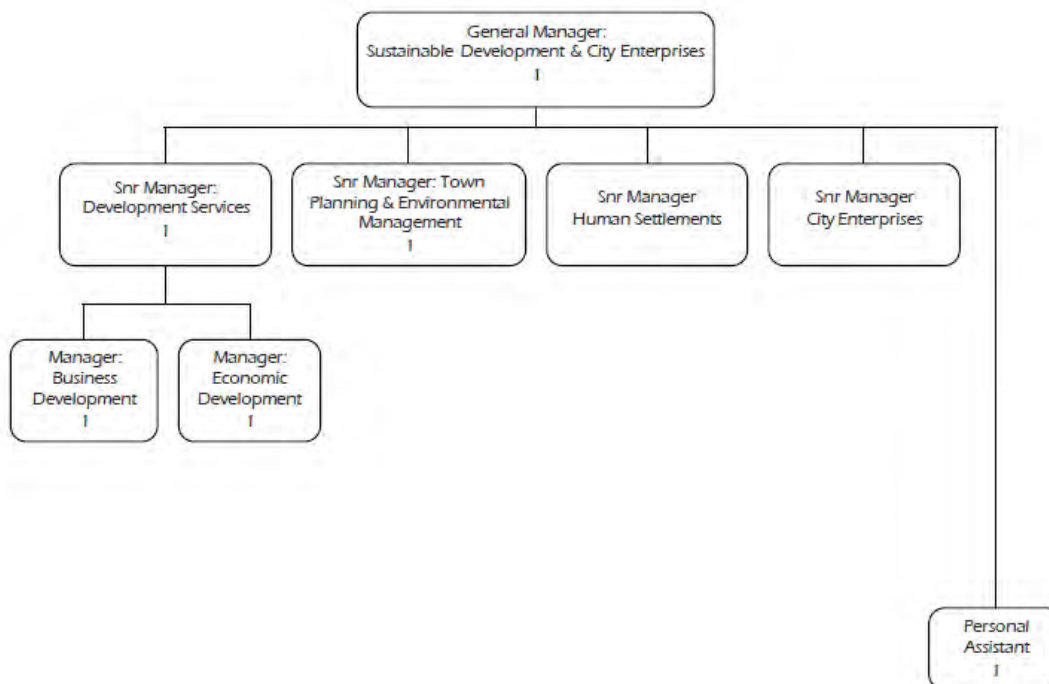 General Manager:
Sustainable Development & City Enterprises
1
Snr Manager:
Development Services
1
Snr Manager: Town
Planning & Environmental
Management
1
Snr Manager
Human Settlements
Snr Manager
City Enterprises
Manager:
Business
Development
1
Manager:
Economic
Development
1
Personal
Assistant
1